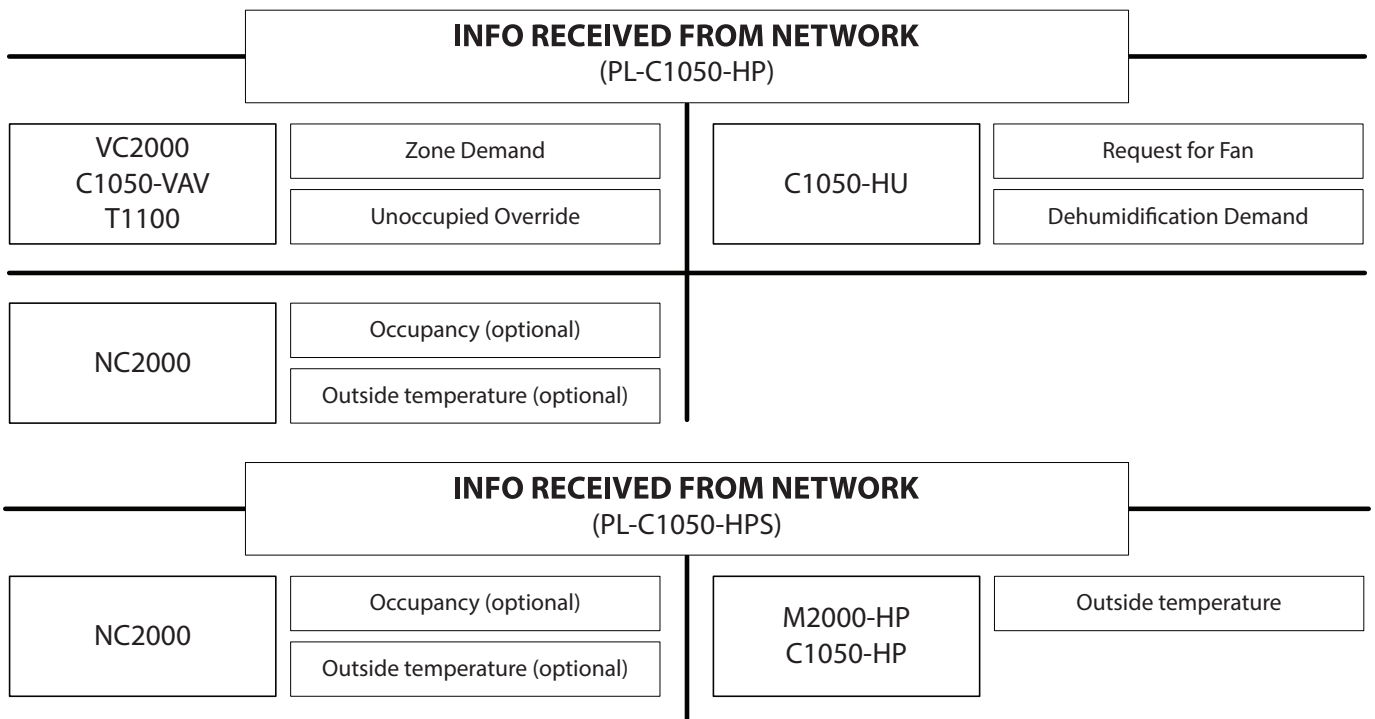 INFO RECEIVED FROM NETWORK
(PL-C1050-HP)
VC2000
C1050-VAV
T1100
Zone Demand
Unoccupied Override
C1050-HU
Request for Fan
Dehumidification Demand
NC2000
Occupancy (optional)
Outside temperature (optional)
INFO RECEIVED FROM NETWORK
(PL-C1050-HPS)
NC2000
Occupancy (optional)
Outside temperature (optional)
M2000-HP
C1050-HP
Outside temperature